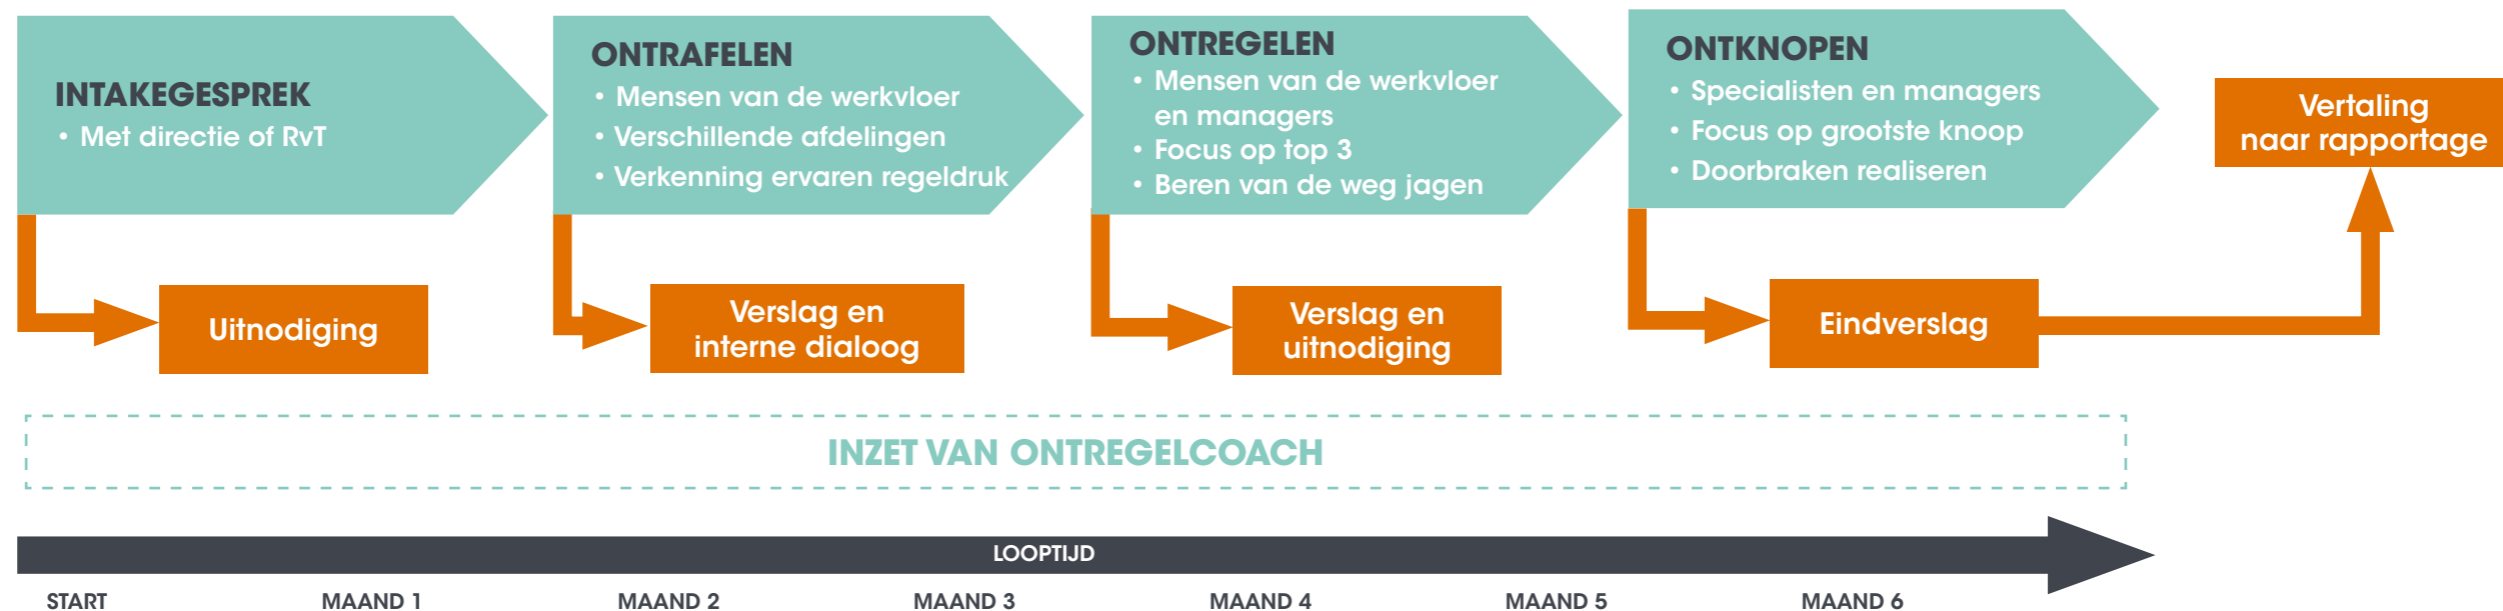 INTAKEGESPREK
• Met directie of RvT
ONTRAFELEN
• Mensen van de werkvloer
• Verschillende afdelingen
• Verkenning ervaren regeldruk
ONTREGELEN
• Mensen van de werkvloer
en managers
• Focus op top 3
• Beren van de weg jagen
ONTKNOPEN
• Specialisten en managers
• Focus op grootste knoop
• Doorbraken realiseren
Vertaling
naar rapportage
Uitnodiging
Verslag en
interne dialoog
Verslag en
uitnodiging
Eindverslag
INZET VAN ONTREGELCOACH
LOOPTIJD
START MAAND 1 MAAND 2 MAAND 3 MAAND 4 MAAND 5 MAAND 6